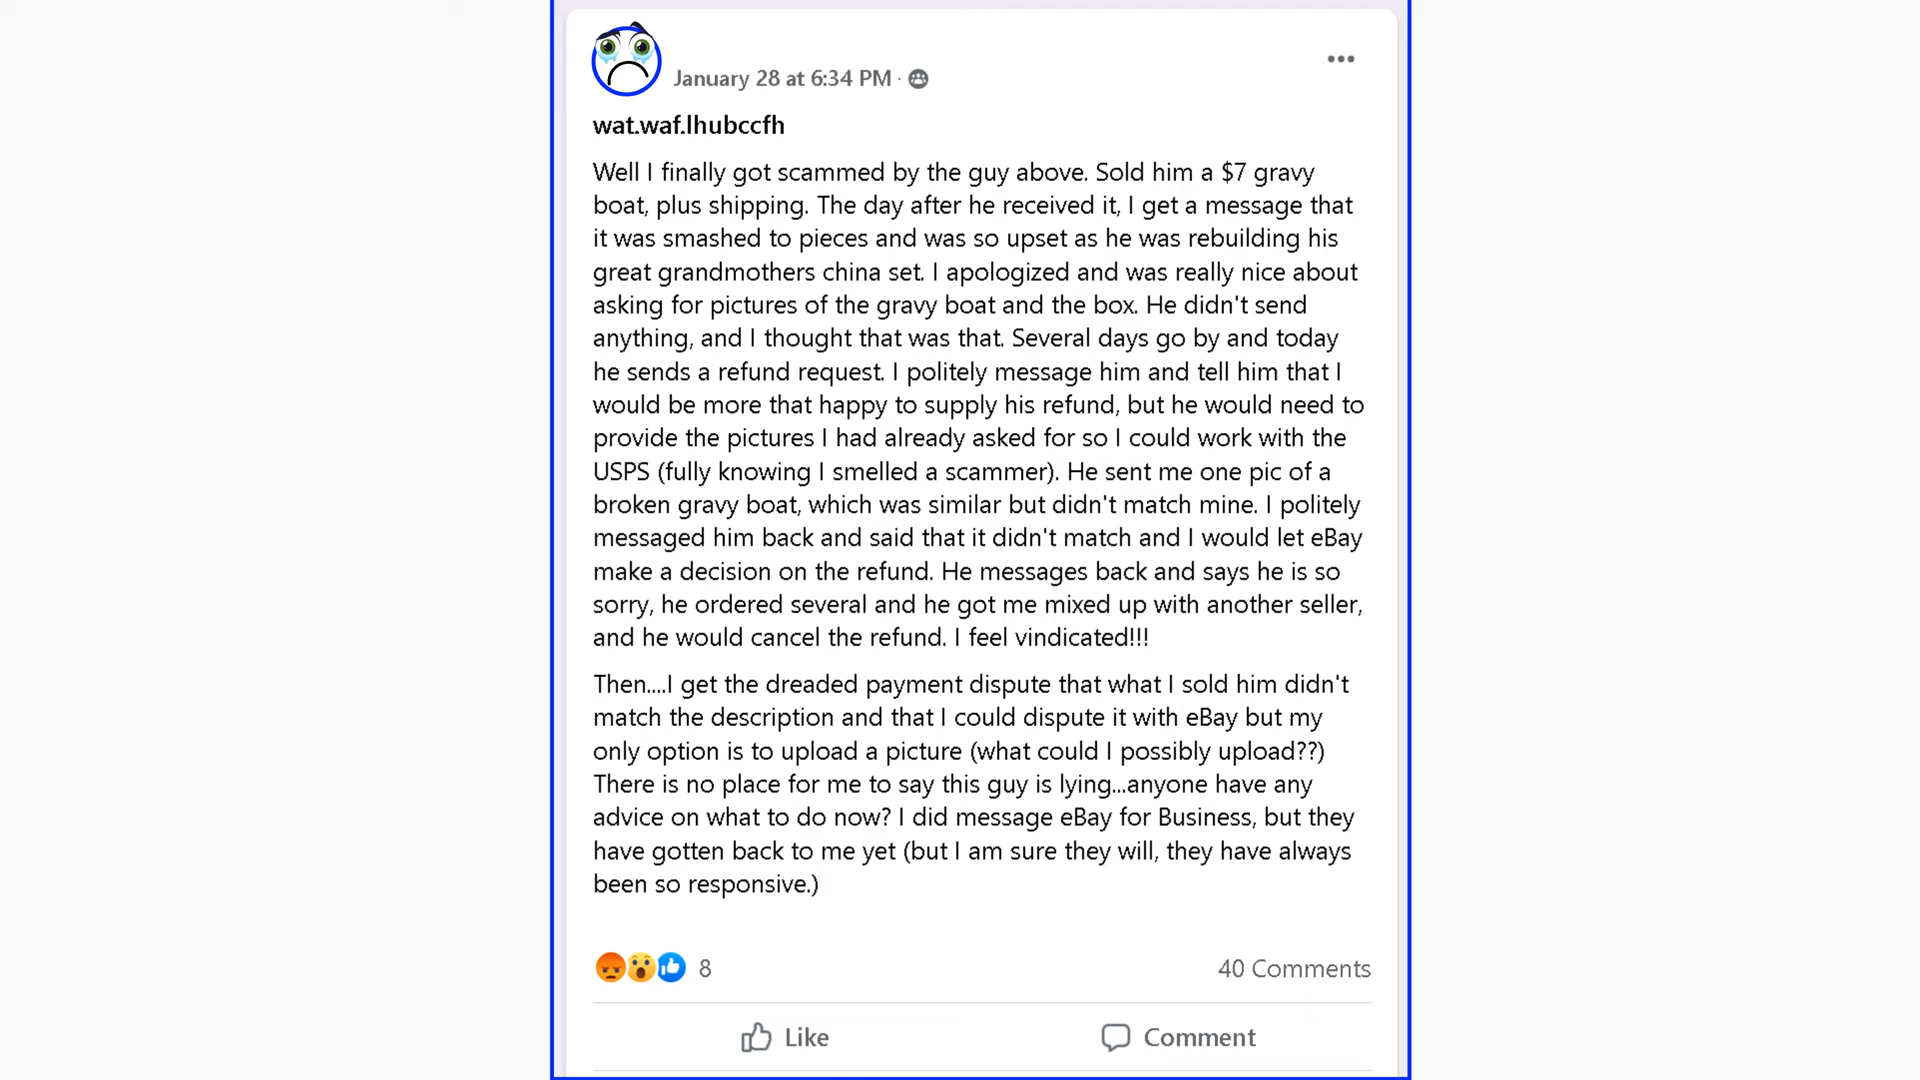 January 28 at 6:34 PM ·
wat.waf.lhubccfh
Well I finally got scammed by the guy above. Sold him a $7 gravy
boat, plus shipping. The day after he received it, I get a message that
it was smashed to pieces and was so upset as he was rebuilding his
great grandmothers china set. I apologized and was really nice about
asking for pictures of the gravy boat and the box. He didn't send
anything, and I thought that was that. Several days go by and today
he sends a refund request. I politely message him and tell him that I
would be more that happy to supply his refund, but he would need to
provide the pictures I had already asked for so I could work with the
USPS (fully knowing I smelled a scammer). He sent me one pic of a
broken gravy boat, which was similar but didn't match mine. I politely
messaged him back and said that it didn't match and I would let eBay
make a decision on the refund. He messages back and says he is so
sorry, he ordered several and he got me mixed up with another seller,
and he would cancel the refund. I feel vindicated!!!
Then....I get the dreaded payment dispute that what I sold him didn't
match the description and that I could dispute it with eBay but my
only option is to upload a picture (what could I possibly upload??)
There is no place for me to say this guy is lying...anyone have any
advice on what to do now? I did message eBay for Business, but they
have gotten back to me yet (but I am sure they will, they have always
been so responsive.)
8
40 Comments
Like
Comment